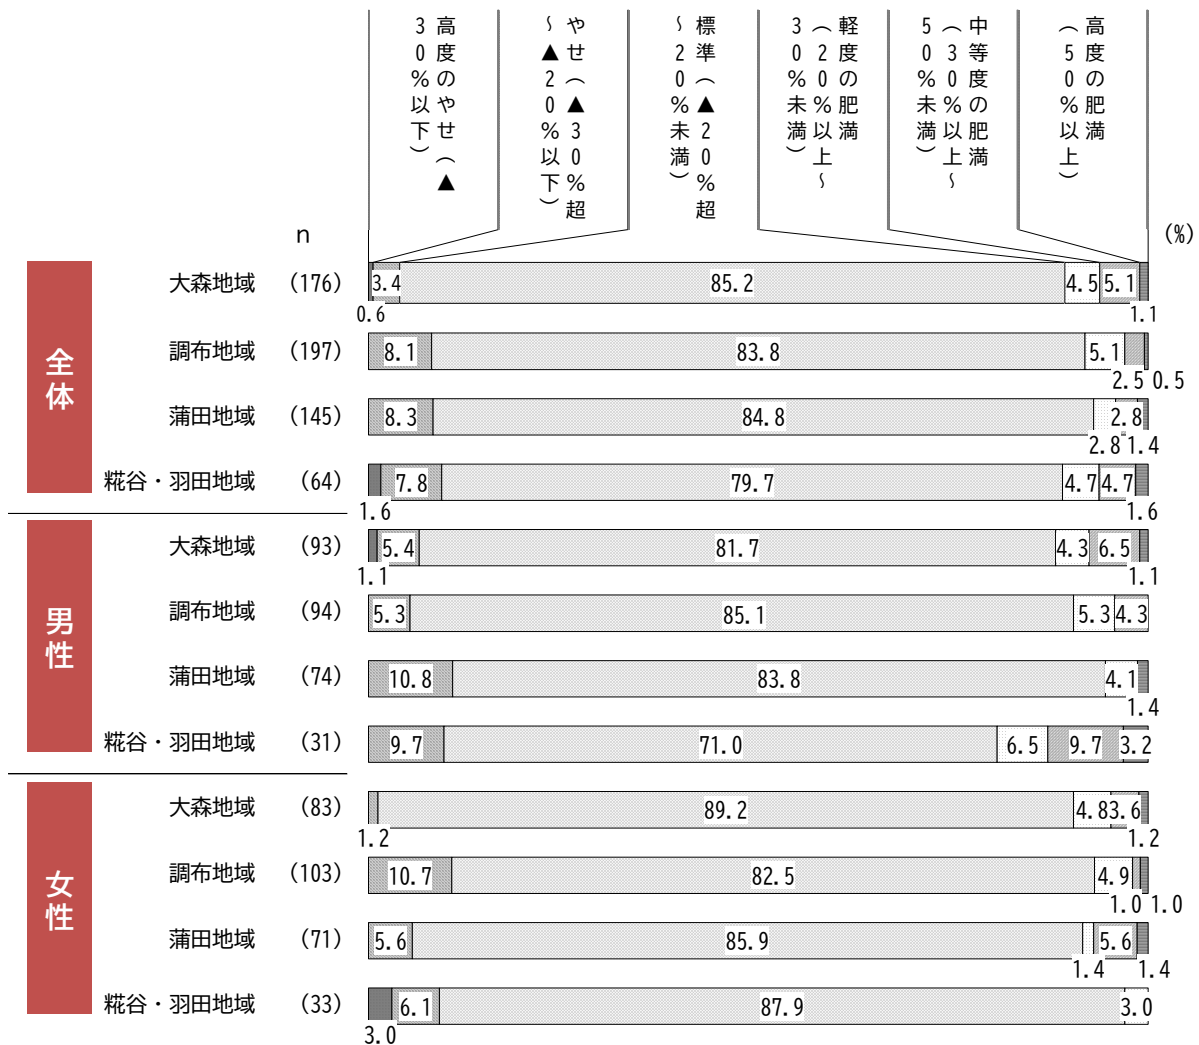 高度のやせ（▲
30％以下）
やせ（▲30％超
～▲20％以下）
標準（▲20％超
～20％未満）
軽度の肥満
（20％以上～
30％未満）
中等度の肥満
（30％以上～
50％未満）
高度の肥満
（50％以上）
n
(%)
全体
大森地域 (176) 3.4 85.2 4.5 5.1
0.6 1.1
調布地域 (197) 8.1 83.8 5.1
2.5 0.5
蒲田地域 (145) 8.3 84.8 2.8
2.8 1.4
糀谷・羽田地域 (64) 7.8 79.7 4.7 4.7
1.6 1.6
男性
大森地域 (93) 5.4 81.7 4.3 6.5
1.1 1.1
調布地域 (94) 5.3 85.1 5.3 4.3
蒲田地域 (74) 10.8 83.8 4.1
1.4
糀谷・羽田地域 (31) 9.7 71.0 6.5 9.7 3.2
女性
大森地域 (83) 89.2 4.8 3.6
1.2 1.2
調布地域 (103) 10.7 82.5 4.9
1.0 1.0
蒲田地域 (71) 5.6 85.9 5.6
1.4 1.4
糀谷・羽田地域 (33) 6.1 87.9 3.0
3.0